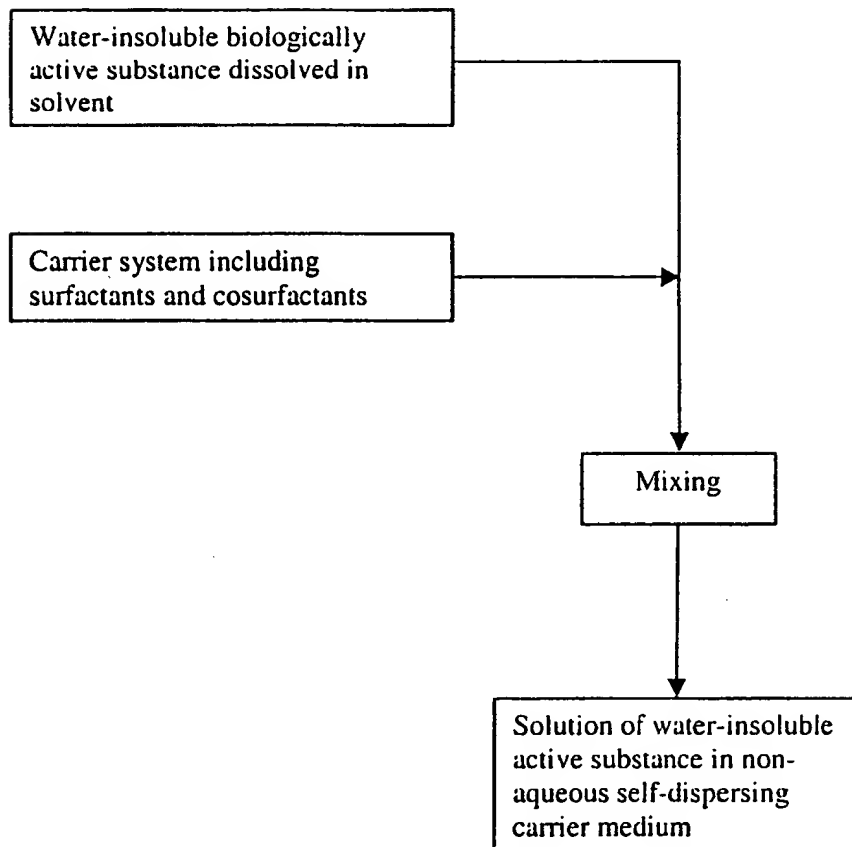 Water-insoluble biologically
active substance dissolved in
solvent
Carrier system including
surfactants and cosurfactants
Mixing
Solution of water-insoluble
active substance in non-
aqueous self-dispersing
carrier medium